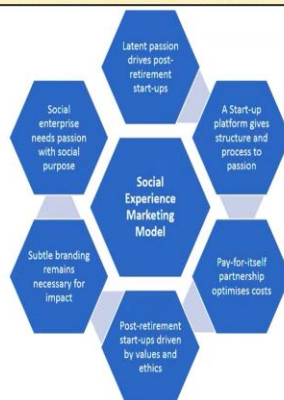 Latent passion
drives post-
retirement
start-ups
A Start-up
platform gives
structure and
process to
passion
Pay-for-itself
partnership
optimises costs
Post-retirement
start-ups driven
by values and
ethics
Subtle branding
remains
necessary for
impact
Social
enterprise
needs passion
with social
purpose
Social
Experience
Marketing
Model